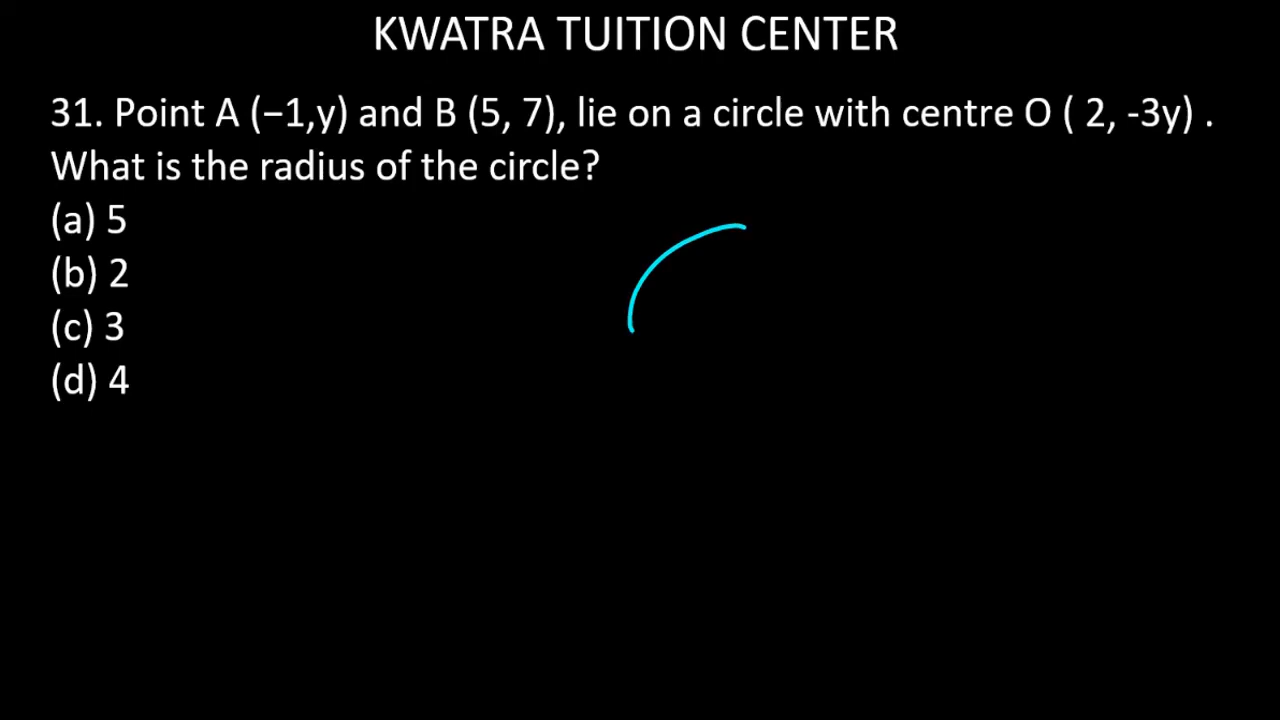 KWATRA TUITION CENTER
31. Point A (−1,y) and B (5, 7), lie on a circle with centre O ( 2, -3y) .
What is the radius of the circle?
(a) 5
(b) 2
(c) 3
(d) 4